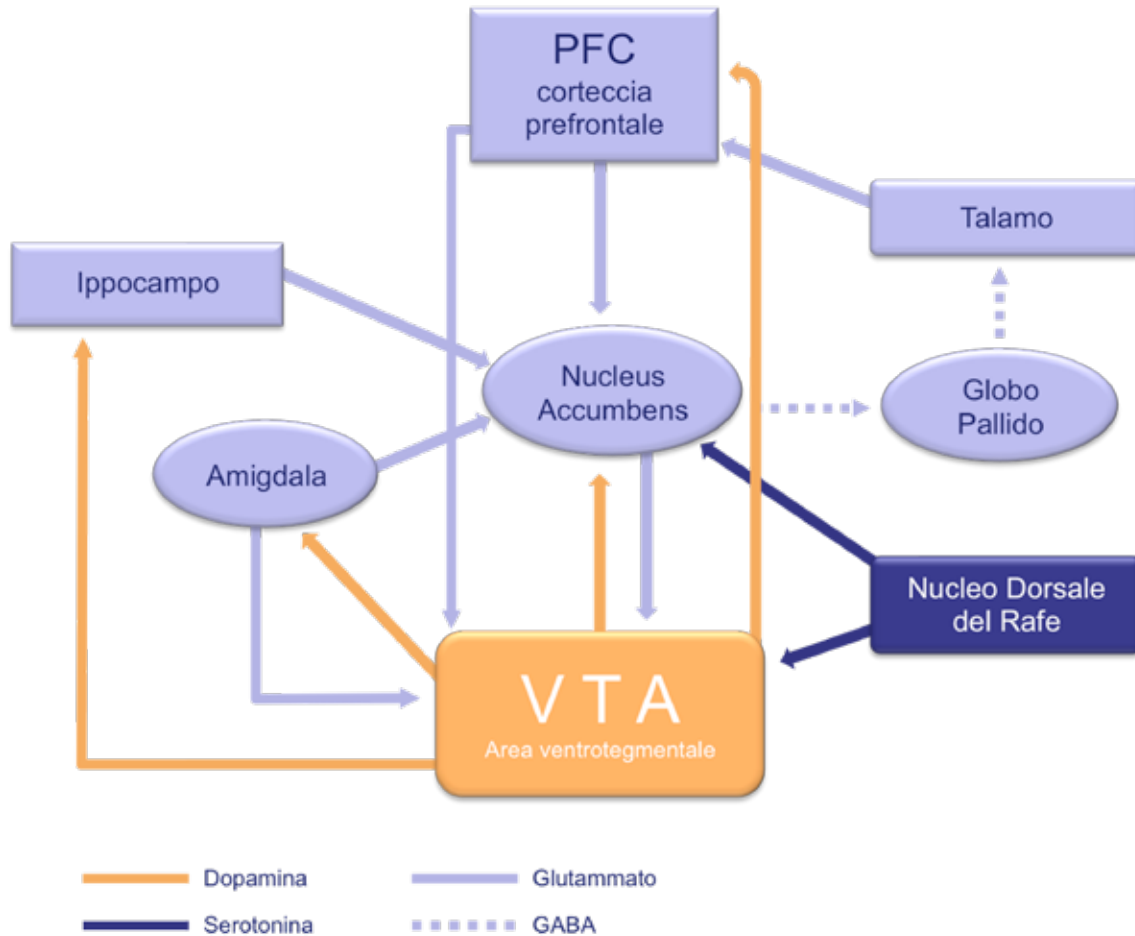 PFC
corteccia
prefrontale
Talamo
Ippocampo
Nucleus
Accumbens
Globo
Pallido
Amigdala
Nucleo Dorsale
del Rafe
V T A
Area ventrotegmentale
Dopamina
Glutammato
Serotonina
GABA